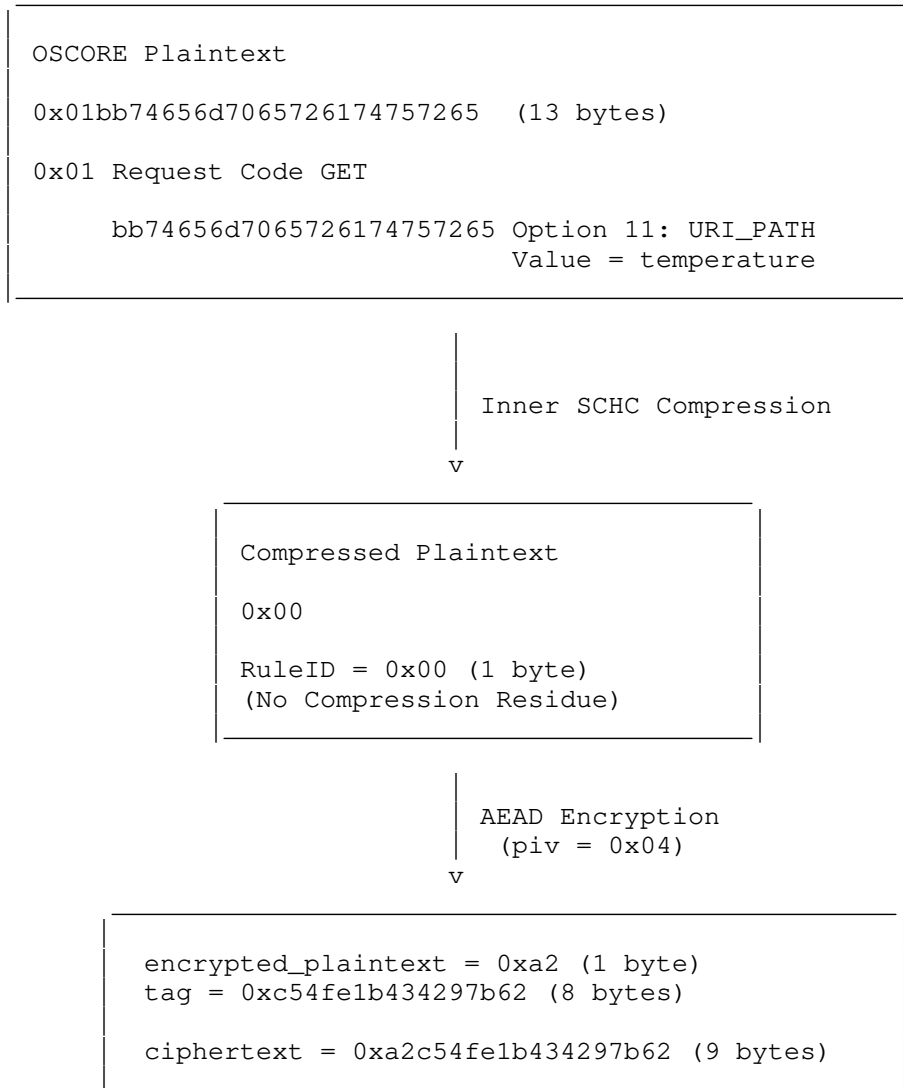 OSCORE Plaintext
0x01bb74656d7065726174757265 (13 bytes)
0x01 Request Code GET
bb74656d7065726174757265 Option 11: URI_PATH
Value = temperature
Inner SCHC Compression
v
Compressed Plaintext
0x00
RuleID = 0x00 (1 byte)
(No Compression Residue)
AEAD Encryption
(piv = 0x04)
v
encrypted_plaintext = 0xa2 (1 byte)
tag = 0xc54fe1b434297b62 (8 bytes)
ciphertext = 0xa2c54fe1b434297b62 (9 bytes)